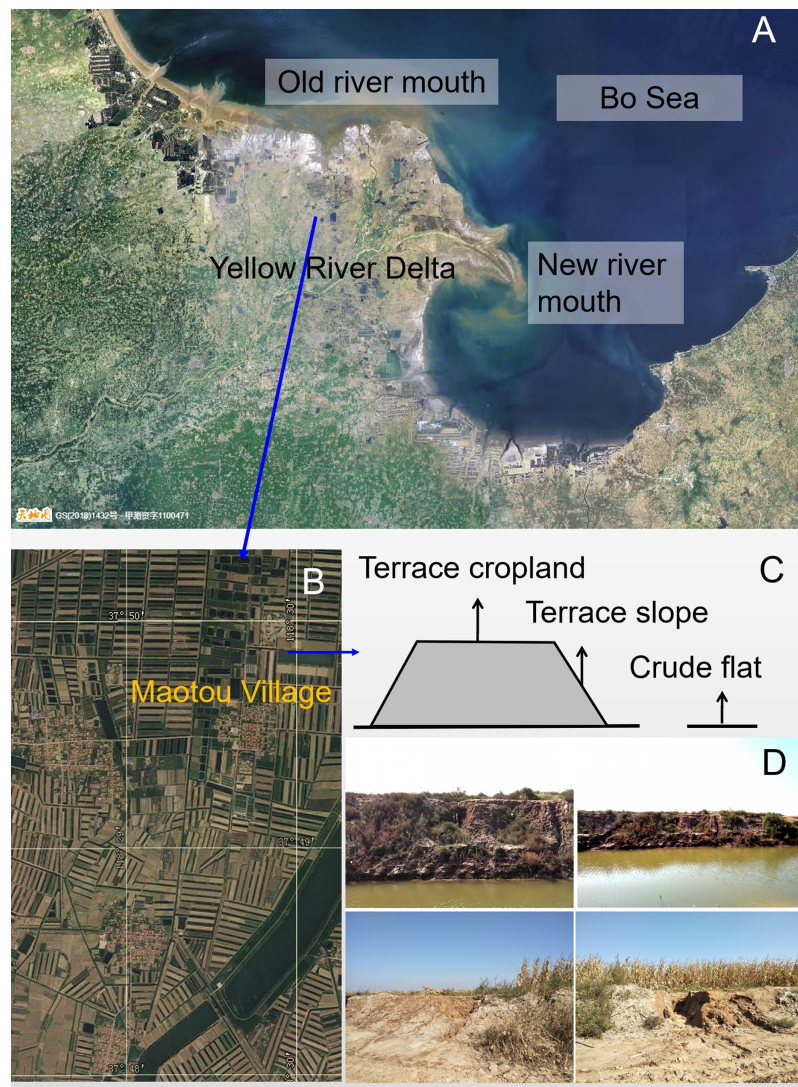 A
Old river mouth
Bo Sea
Yellow River Delta
New river
mouth
GS(2018)1432号 - 甲测资字1100471
B
37° 50′
118° 30′
Maotou Village
37° 49′
37° 48′
Terrace cropland
C
Terrace slope
Crude flat
D